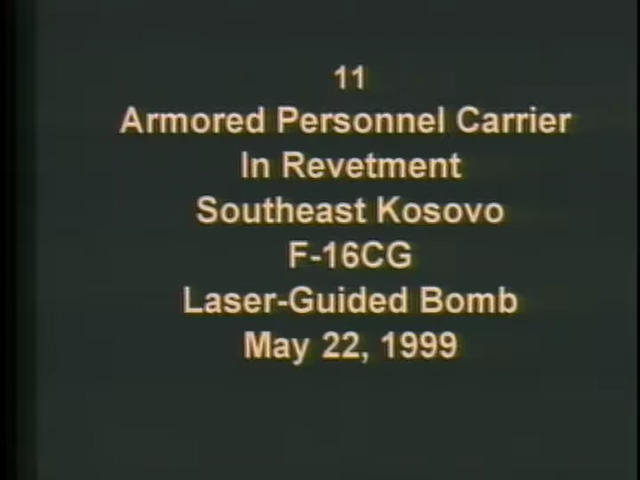 11
Armored Personnel Carrier
In Revetment
Southeast Kosovo
F-16CG
Laser-Guided Bomb
May 22, 1999